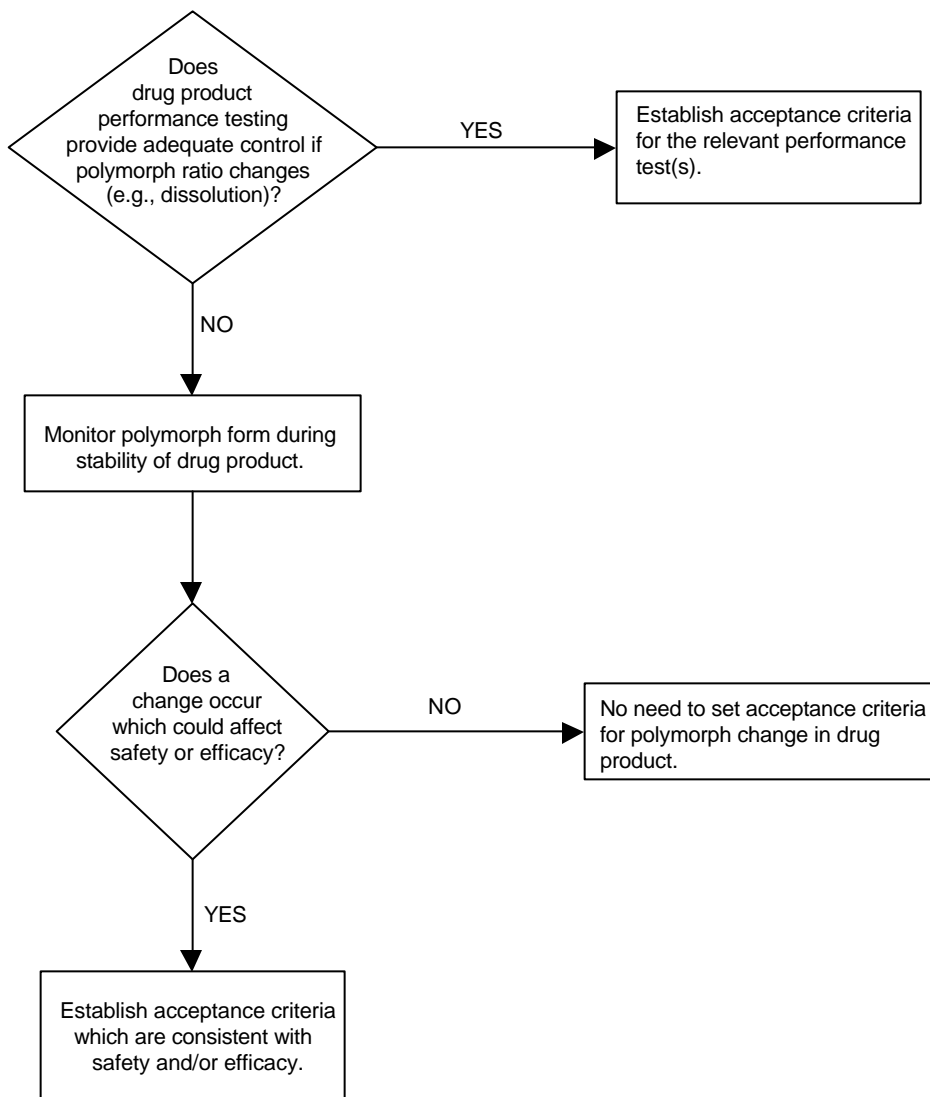 Does
drug product
performance testing
provide adequate control if
polymorph ratio changes
(e.g., dissolution)?
YES
Establish acceptance criteria
for the relevant performance
test(s).
NO
Monitor polymorph form during
stability of drug product.
Does a
change occur
which could affect
safety or efficacy?
NO
No need to set acceptance criteria
for polymorph change in drug
product.
YES
Establish acceptance criteria
which are consistent with
safety and/or efficacy.